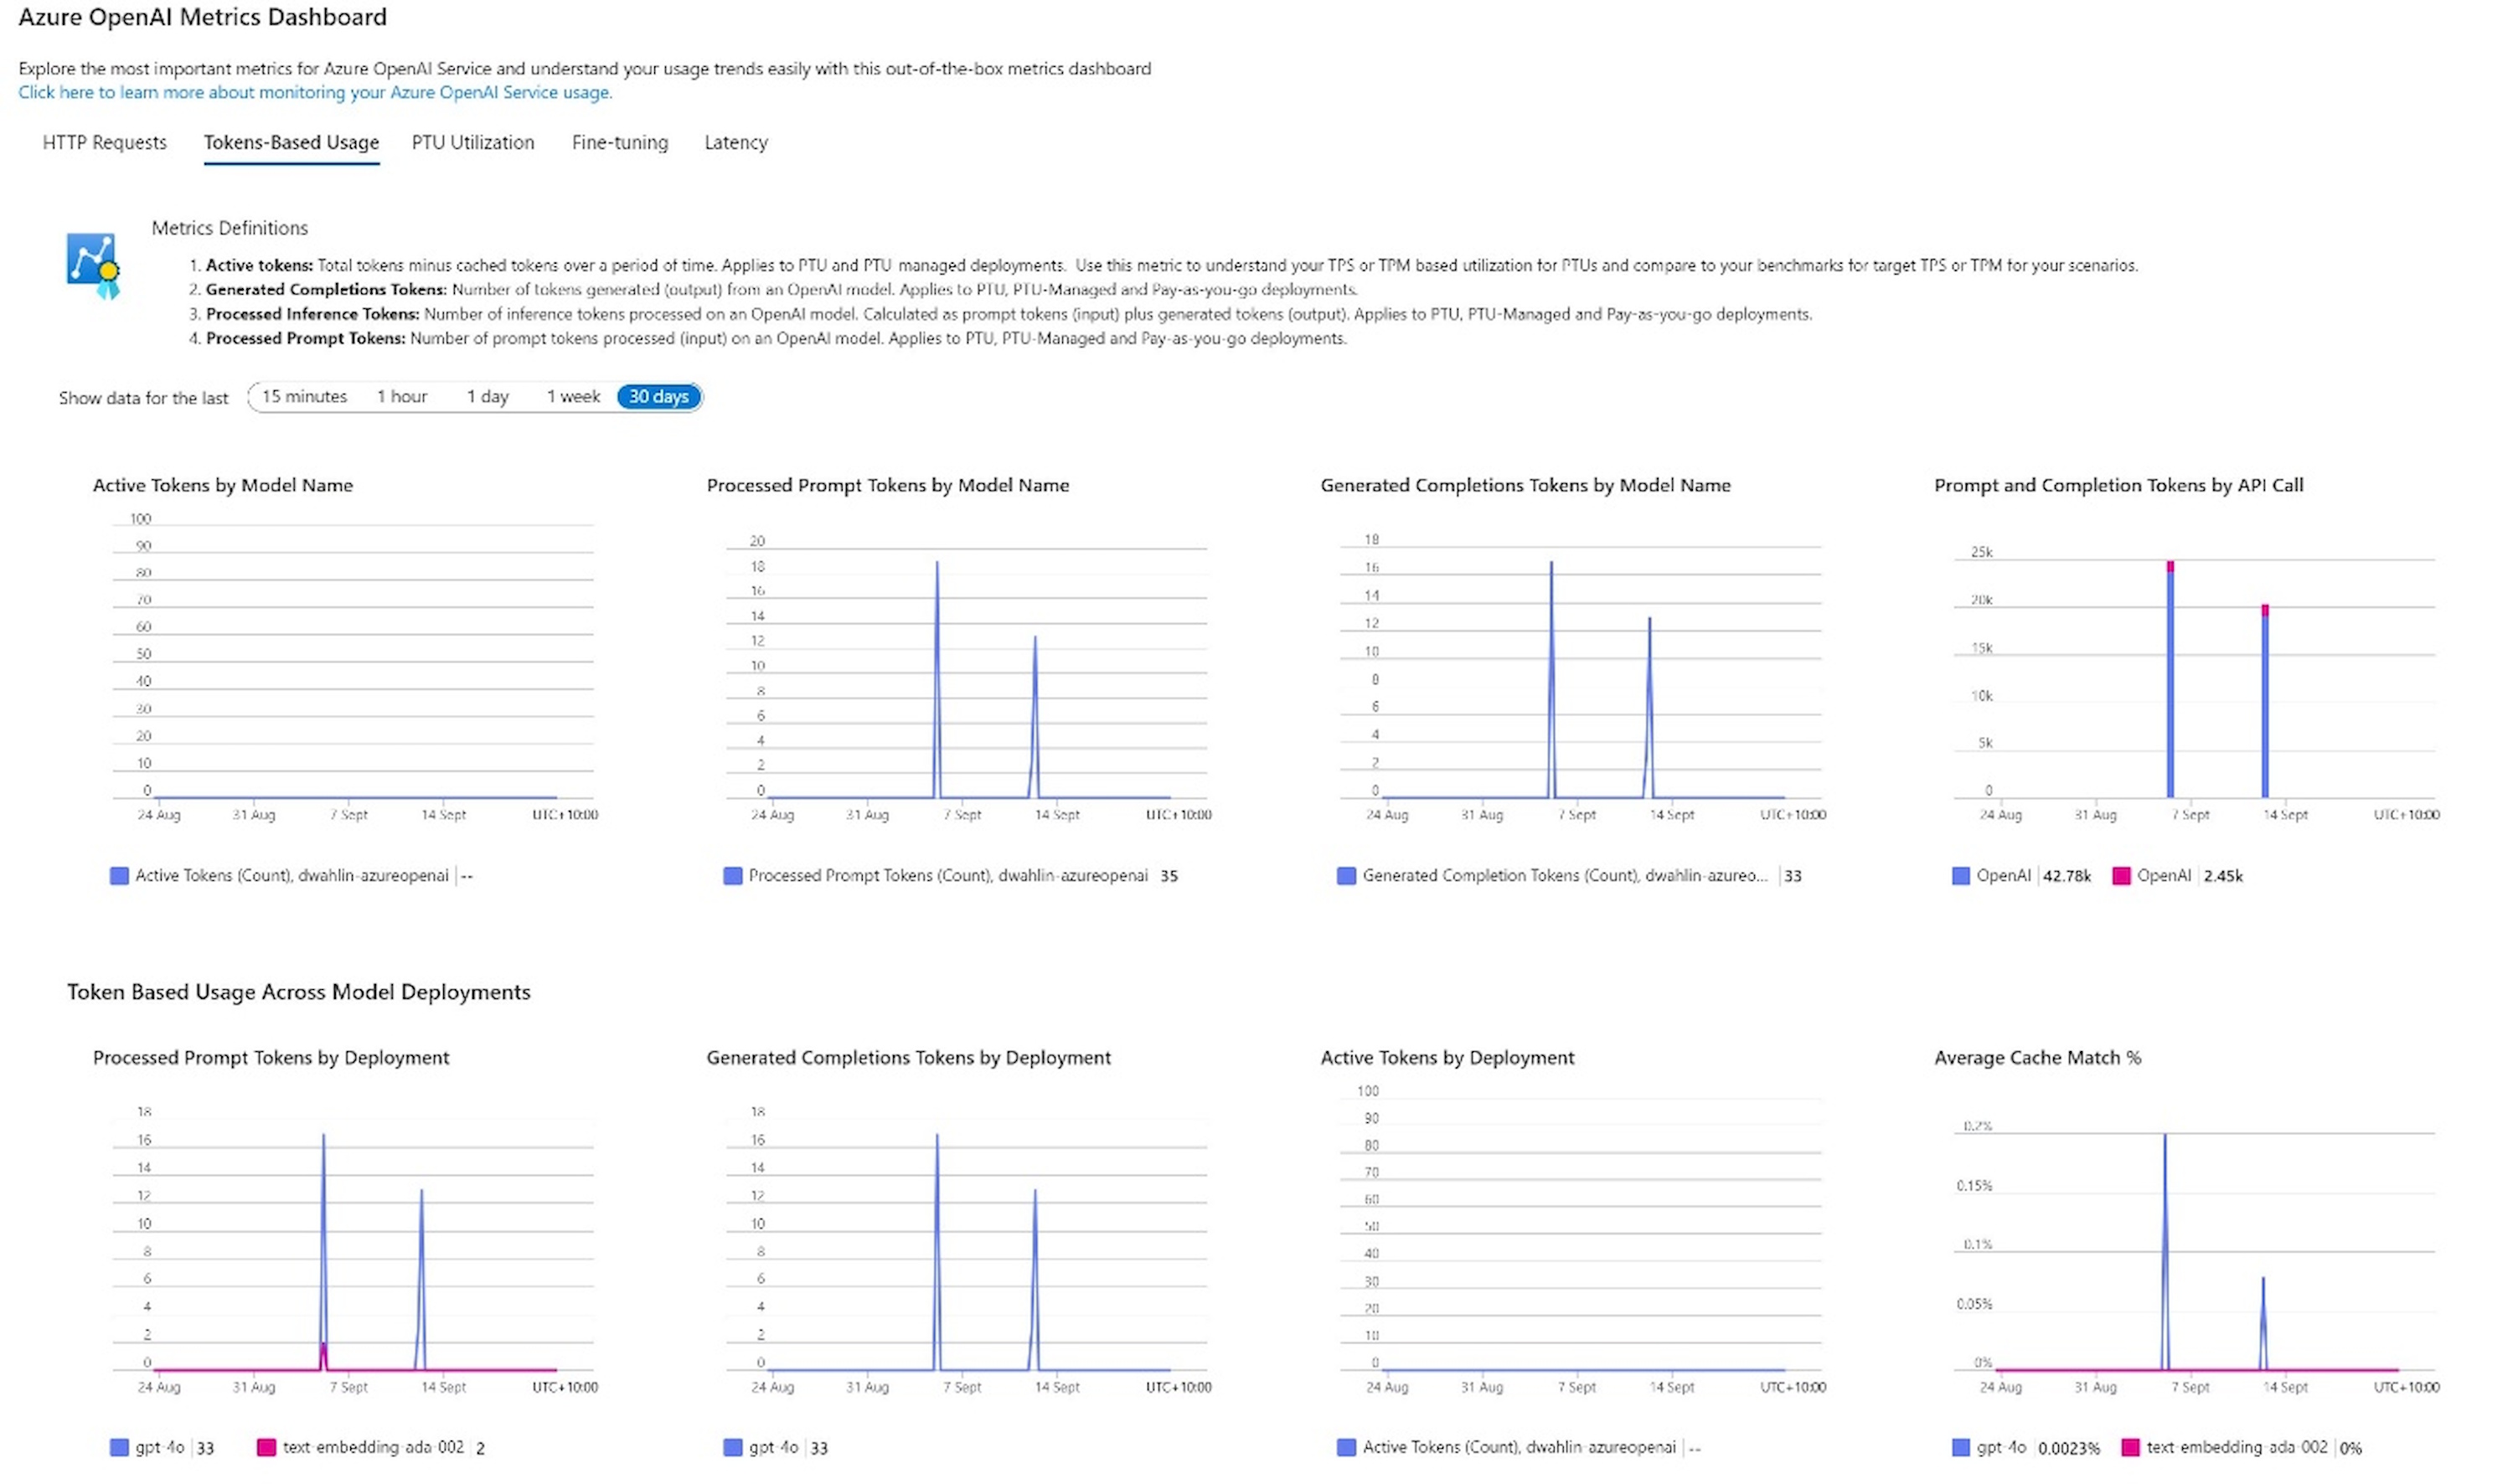 Azure OpenAI Metrics Dashboard
Explore the most important metrics for Azure OpenAI Service and understand your usage trends easily with this out-of-the-box metrics dashboard
Click here to learn more about monitoring your Azure OpenAI Service usage.
HTTP Requests Tokens-Based Usage PTU Utilization Fine-tuning Latency
Metrics Definitions
1. Active tokens: Total tokens minus cached tokens over a period of time. Applies to PTU and PTU managed deployments. Use this metric to understand your TPS or TPM based utilization for PTUs and compare to your benchmarks for target TPS or TPM for your scenarios.
2. Generated Completions Tokens: Number of tokens generated (output) from an OpenAI model. Applies to PTU, PTU-Managed and Pay-as-you-go deployments.
3. Processed Inference Tokens: Number of inference tokens processed on an OpenAI model. Calculated as prompt tokens (input) plus generated tokens (output). Applies to PTU, PTU-Managed and Pay-as-you-go deployments.
4. Processed Prompt Tokens: Number of prompt tokens processed (input) on an OpenAI model. Applies to PTU, PTU-Managed and Pay-as-you-go deployments.
Show data for the last 15 minutes 1 hour 1 day 1 week 30 days
Active Tokens by Model Name
100
90
80
70
60
50
40
30
20
10
0
24 Aug 31 Aug 7 Sept 14 Sept UTC+10:00
Active Tokens (Count), dwahlin-azureopenai --
Processed Prompt Tokens by Model Name
20
18
16
14
12
10
8
6
4
2
0
24 Aug 31 Aug 7 Sept 14 Sept UTC+10:00
Processed Prompt Tokens (Count), dwahlin-azureopenai 35
Generated Completions Tokens by Model Name
18
16
14
12
10
8
6
4
2
0
24 Aug 31 Aug 7 Sept 14 Sept UTC+10:00
Generated Completion Tokens (Count), dwahlin-azureo... 33
Prompt and Completion Tokens by API Call
25k
20k
15k
10k
5k
0
24 Aug 31 Aug 7 Sept 14 Sept UTC+10:00
OpenAI 42.78k OpenAI 2.45k
Token Based Usage Across Model Deployments
Processed Prompt Tokens by Deployment
18
16
14
12
10
8
6
4
2
0
24 Aug 31 Aug 7 Sept 14 Sept UTC+10:00
gpt-4o 33 text-embedding-ada-002 2
Generated Completions Tokens by Deployment
18
16
14
12
10
8
6
4
2
0
24 Aug 31 Aug 7 Sept 14 Sept UTC+10:00
gpt-4o 33
Active Tokens by Deployment
100
90
80
70
60
50
40
30
20
10
0
24 Aug 31 Aug 7 Sept 14 Sept UTC+10:00
Active Tokens (Count), dwahlin-azureopenai --
Average Cache Match %
0.2%
0.15%
0.1%
0.05%
0%
24 Aug 31 Aug 7 Sept 14 Sept UTC+10:00
gpt-4o 0.0023% text-embedding-ada-002 0%